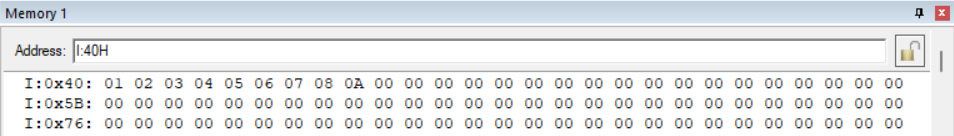 Memory 1
Address: I:40H
I:0x40: 01 02 03 04 05 06 07 08 0A 00 00 00 00 00 00 00 00 00 00 00 00 00 00 00 00 00 00
I:0x5B: 00 00 00 00 00 00 00 00 00 00 00 00 00 00 00 00 00 00 00 00 00 00 00 00 00 00 00
I:0x76: 00 00 00 00 00 00 00 00 00 00 00 00 00 00 00 00 00 00 00 00 00 00 00 00 00 00 00